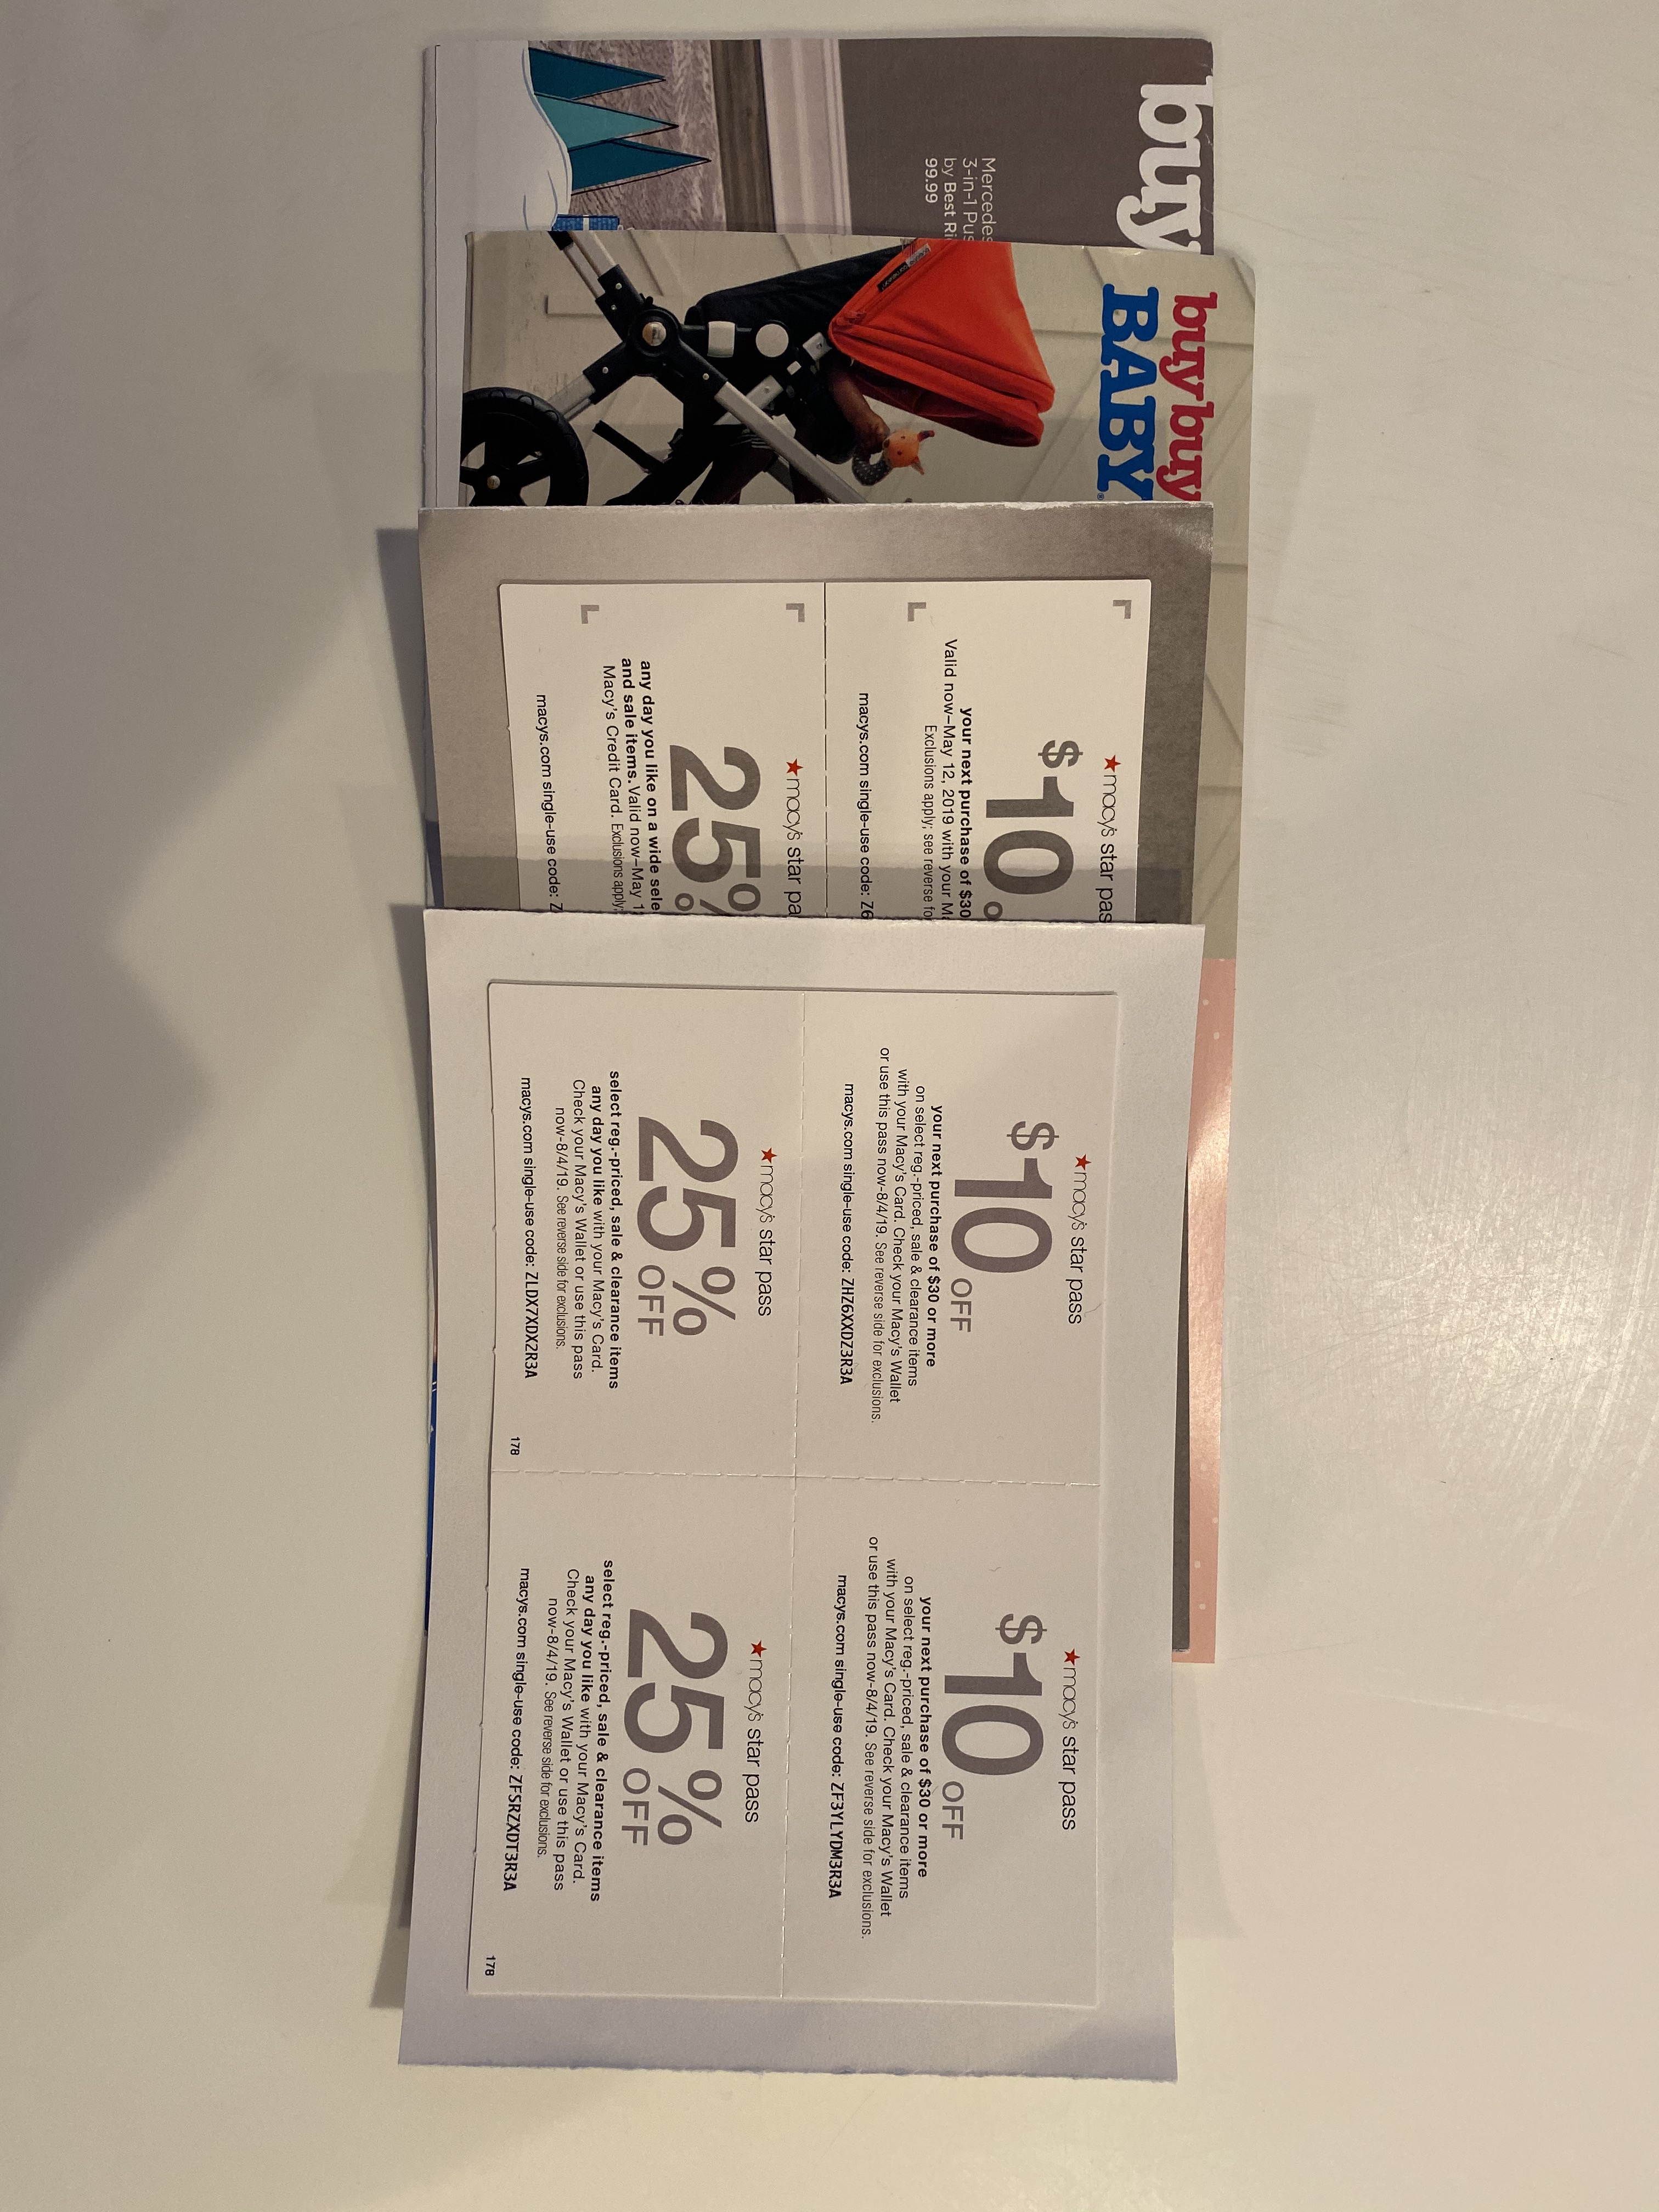 buy
Mercedes
3-in-1 Pus
by Best Ri
99.99
buybuy
BABY
macy's star pas
$10
your next purchase of $30
Valid now–May 12, 2019 with your Ma
Exclusions apply; see reverse fo
macys.com single-use code: Z6
macy's star pa
25%
any day you like on a wide sele
and sale items. Valid now–May 1
Macy's Credit Card. Exclusions apply
macys.com single-use code: Z
macy's star pass
$10 OFF
your next purchase of $30 or more
on select reg.-priced, sale & clearance items
with your Macy's Card. Check your Macy's Wallet
or use this pass now-8/4/19. See reverse side for exclusions.
macys.com single-use code: ZHZ6XXDZ3R3A
macy's star pass
$10 OFF
your next purchase of $30 or more
on select reg.-priced, sale & clearance items
with your Macy's Card. Check your Macy's Wallet
or use this pass now-8/4/19. See reverse side for exclusions.
macys.com single-use code: ZF3YLYDM3R3A
macy's star pass
25% OFF
select reg.-priced, sale & clearance items
any day you like with your Macy's Card.
Check your Macy's Wallet or use this pass
now-8/4/19. See reverse side for exclusions.
macys.com single-use code: ZLDX7XDX2R3A
178
macy's star pass
25% OFF
select reg.-priced, sale & clearance items
any day you like with your Macy's Card.
Check your Macy's Wallet or use this pass
now-8/4/19. See reverse side for exclusions.
macys.com single-use code: ZFSRZXDT3R3A
178